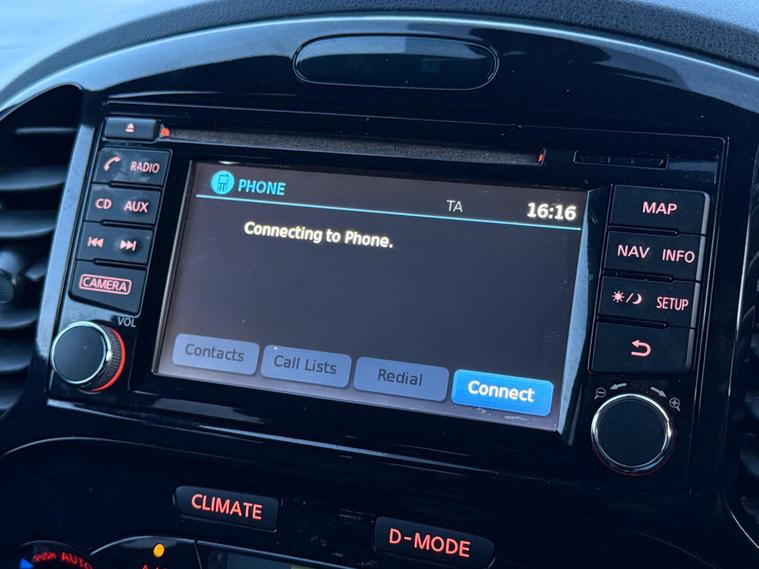 RADIO
CD AUX
CAMERA
VOL
PHONE
TA 16:16
Connecting to Phone.
Contacts Call Lists Redial Connect
MAP
NAV INFO
SETUP
CLIMATE
D-MODE